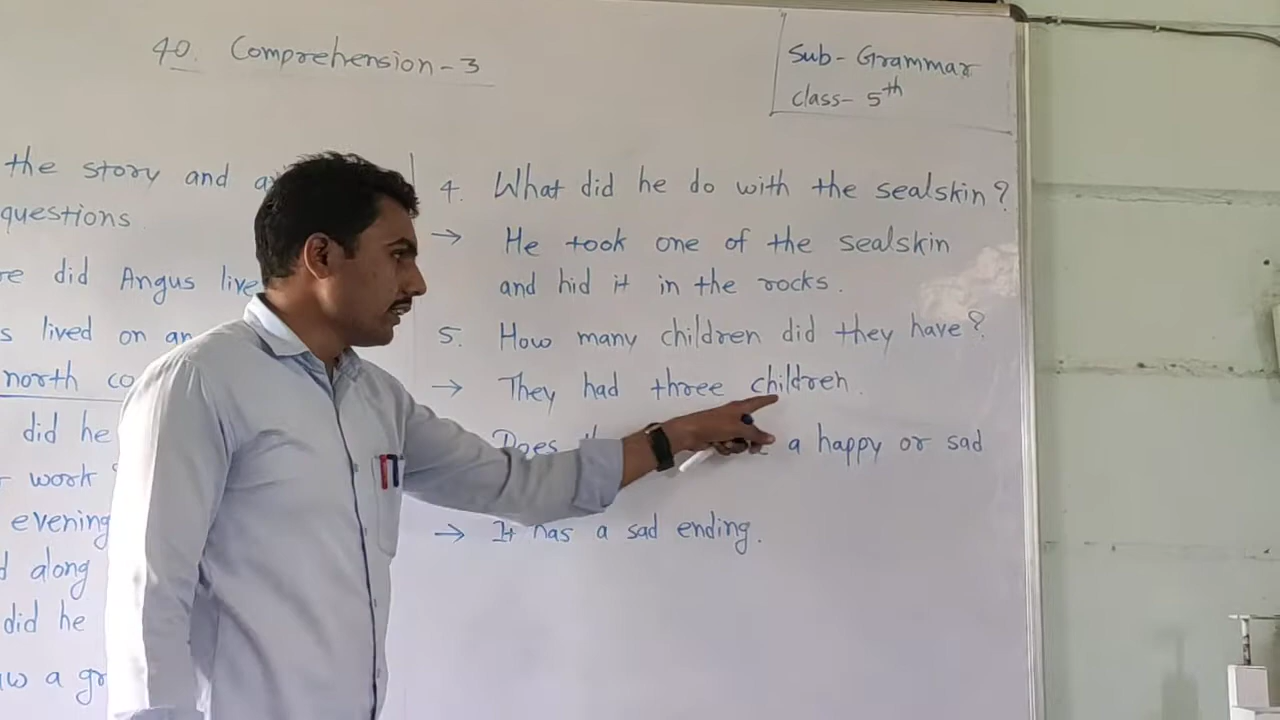 40. Comprehension-3
Sub- Grammar
class- 5th
the story and
questions
did Angus live
lived on an
north
did he
work
evening
along
did he
a
4. What did he do with the sealskin?
→ He took one of the sealskin
and hid it in the rocks.
5. How many children did they have?
→ They had three children.
Does a happy or sad
→ It has a sad ending.